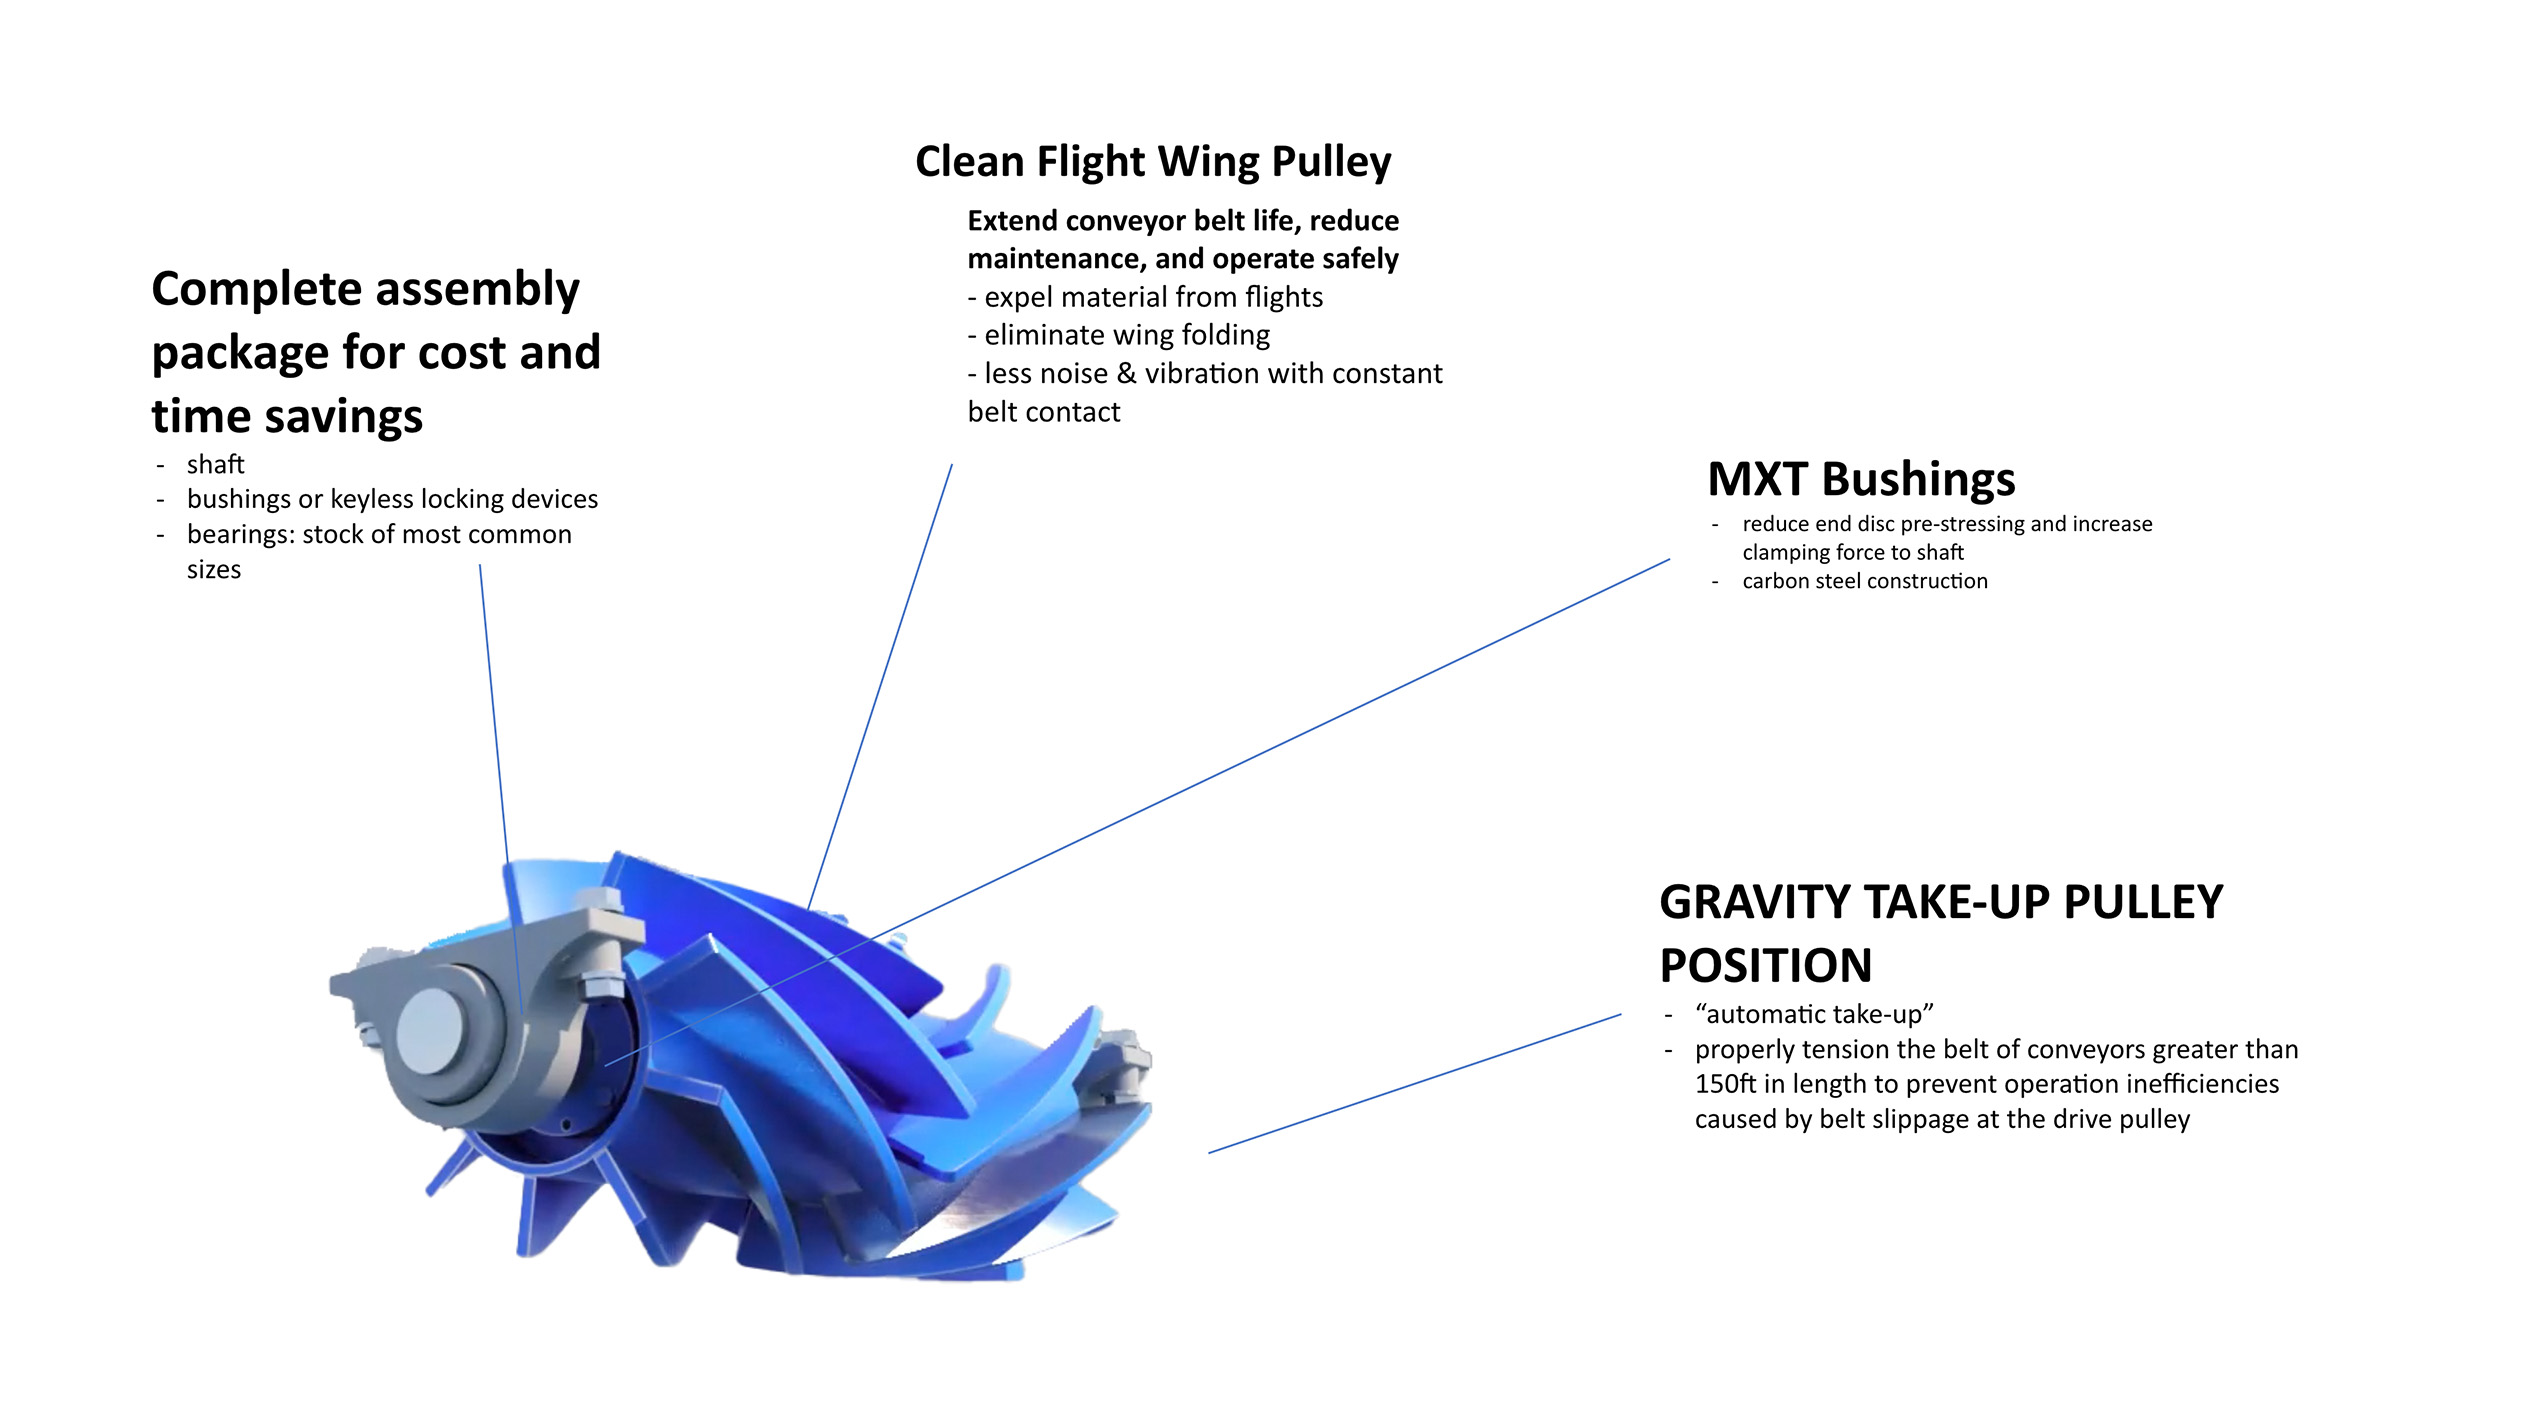 Clean Flight Wing Pulley
Extend conveyor belt life, reduce
maintenance, and operate safely
- expel material from flights
- eliminate wing folding
- less noise & vibration with constant
belt contact
Complete assembly
package for cost and
time savings
- shaft
- bushings or keyless locking devices
- bearings: stock of most common
sizes
MXT Bushings
- reduce end disc pre-stressing and increase
clamping force to shaft
- carbon steel construction
GRAVITY TAKE-UP PULLEY
POSITION
- “automatic take-up”
- properly tension the belt of conveyors greater than
150ft in length to prevent operation inefficiencies
caused by belt slippage at the drive pulley